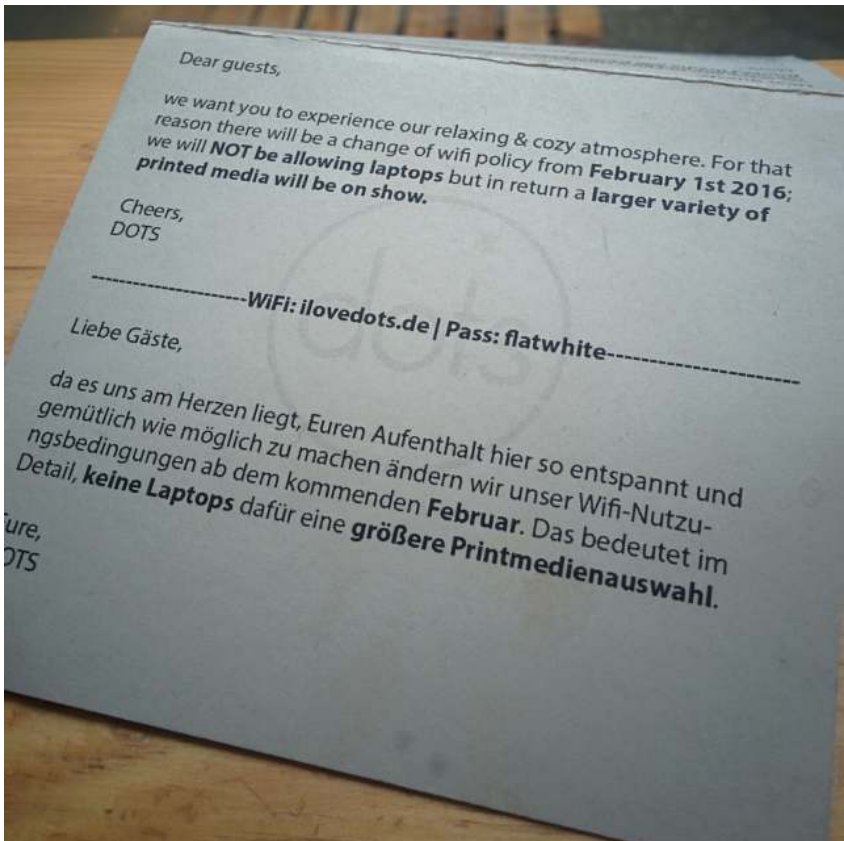 Dear guests,
we want you to experience our relaxing & cozy atmosphere. For that
reason there will be a change of wifi policy from February 1st 2016;
we will NOT be allowing laptops but in return a larger variety of
printed media will be on show.
Cheers,
DOTS
----------------------WiFi: ilovedots.de | Pass: flatwhite---------------------------
dots
Liebe Gäste,
da es uns am Herzen liegt, Euren Aufenthalt hier so entspannt und
gemütlich wie möglich zu machen ändern wir unser Wifi-Nutzu-
ngsbedingungen ab dem kommenden Februar. Das bedeutet im
Detail, keine Laptops dafür eine größere Printmedienauswahl.
ure,
OTS